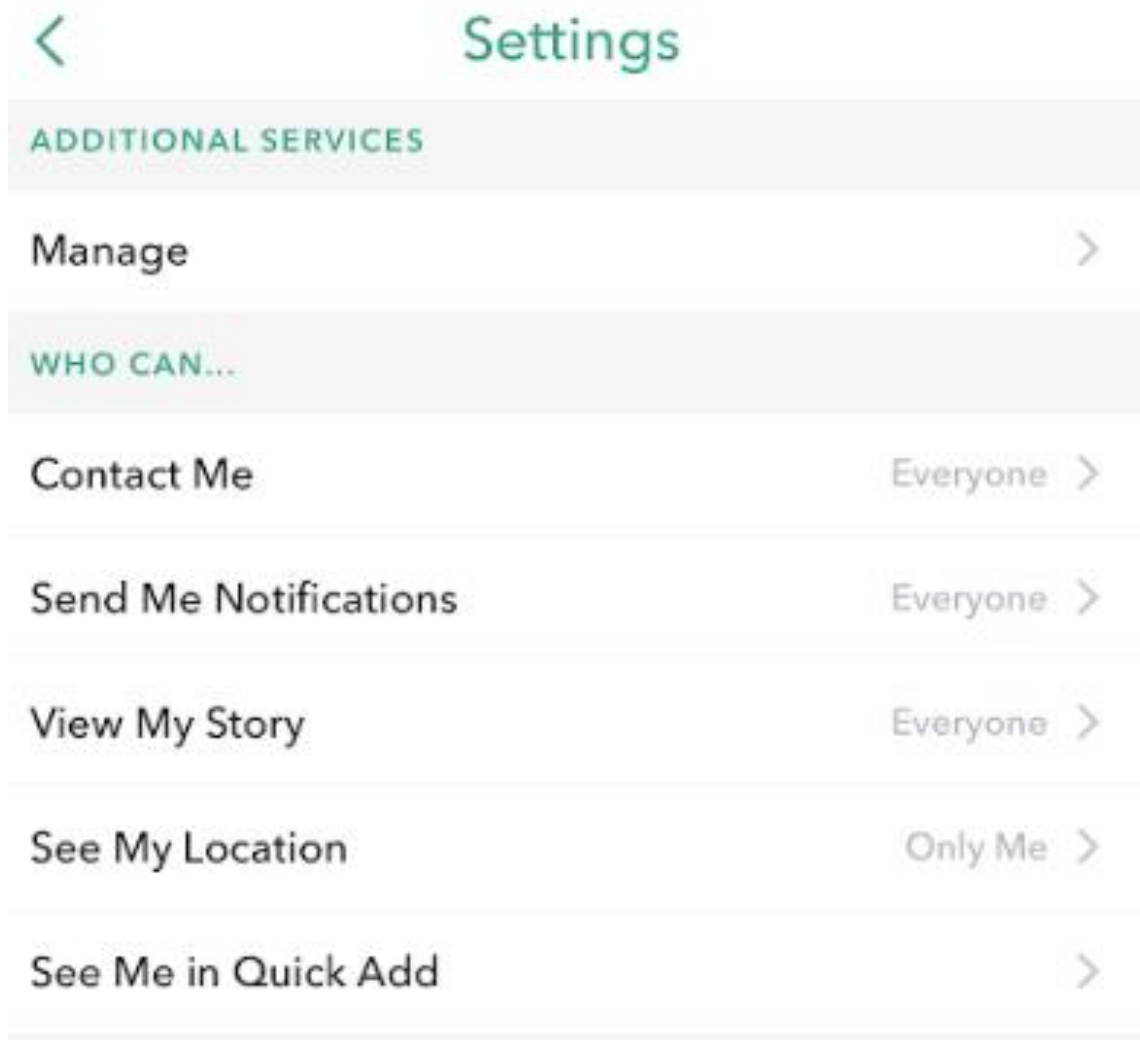 Settings
ADDITIONAL SERVICES
Manage
WHO CAN...
Contact Me Everyone
Send Me Notifications Everyone
View My Story Everyone
See My Location Only Me
See Me in Quick Add